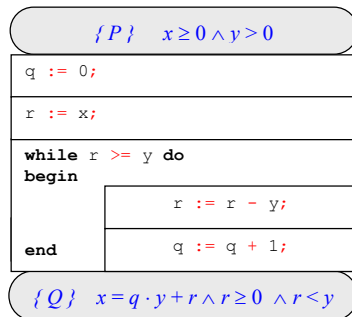 { P } x ≥ 0 ∧ y > 0
q := 0;
r := x;
while r >= y do
begin
r := r - y;
q := q + 1;
end
{ Q } x = q · y + r ∧ r ≥ 0 ∧ r < y